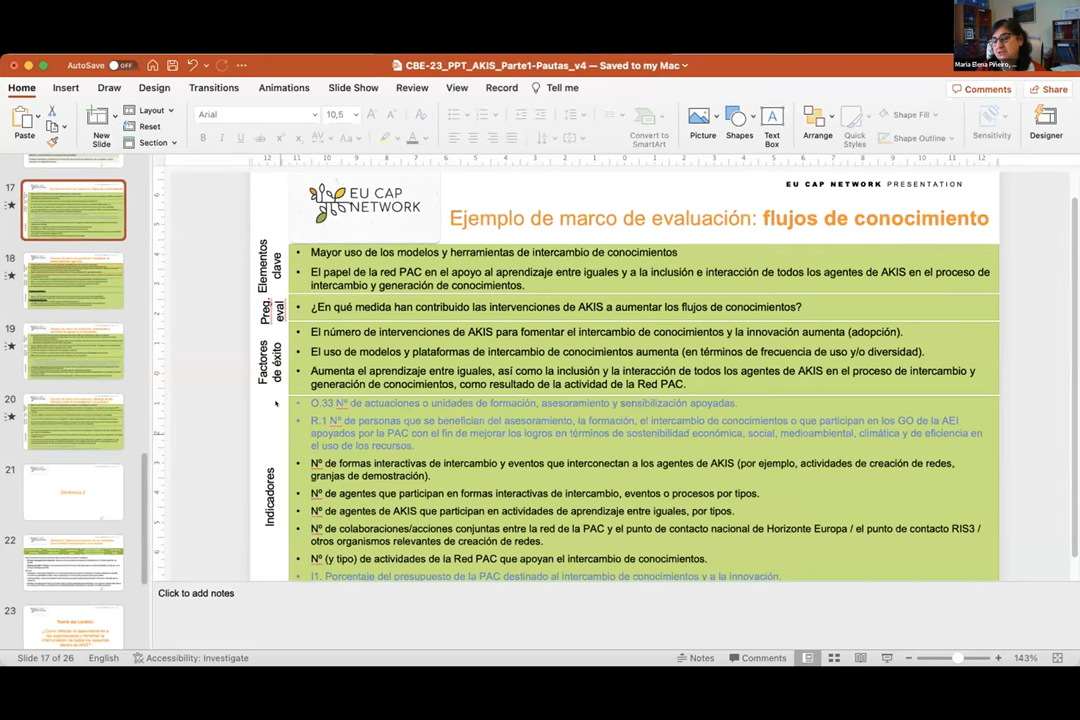 Maria Elena Piñeiro, ...
AutoSave OFF
CBE-23_PPT_AKIS_Parte1-Pautas_v4 — Saved to my Mac
Home Insert Draw Design Transitions Animations Slide Show Review View Record Tell me
Comments Share
Paste
New Slide
Layout
Reset
Section
Arial
10,5
Convert to SmartArt
Picture
Shapes
Text Box
Arrange
Quick Styles
Shape Fill
Shape Outline
Sensitivity
Designer
17
18
19
20
21
Dinámica 2
22
23
Teoría del cambio
EU CAP NETWORK
EU CAP NETWORK PRESENTATION
Ejemplo de marco de evaluación: flujos de conocimiento
Elementos clave
• Mayor uso de los modelos y herramientas de intercambio de conocimientos
• El papel de la red PAC en el apoyo al aprendizaje entre iguales y a la inclusión e interacción de todos los agentes de AKIS en el proceso de
intercambio y generación de conocimientos.
Preg. eval
• ¿En qué medida han contribuido las intervenciones de AKIS a aumentar los flujos de conocimientos?
Factores de éxito
• El número de intervenciones de AKIS para fomentar el intercambio de conocimientos y la innovación aumenta (adopción).
• El uso de modelos y plataformas de intercambio de conocimientos aumenta (en términos de frecuencia de uso y/o diversidad).
• Aumenta el aprendizaje entre iguales, así como la inclusión y la interacción de todos los agentes de AKIS en el proceso de intercambio y
generación de conocimientos, como resultado de la actividad de la Red PAC.
Indicadores
• O.33 Nº de actuaciones o unidades de formación, asesoramiento y sensibilización apoyadas.
• R.1 Nº de personas que se benefician del asesoramiento, la formación, el intercambio de conocimientos o que participan en los GO de la AEI
apoyados por la PAC con el fin de mejorar los logros en términos de sostenibilidad económica, social, medioambiental, climática y de eficiencia en
el uso de los recursos.
• Nº de formas interactivas de intercambio y eventos que interconectan a los agentes de AKIS (por ejemplo, actividades de creación de redes,
granjas de demostración).
• Nº de agentes que participan en formas interactivas de intercambio, eventos o procesos por tipos.
• Nº de agentes de AKIS que participan en actividades de aprendizaje entre iguales, por tipos.
• Nº de colaboraciones/acciones conjuntas entre la red de la PAC y el punto de contacto nacional de Horizonte Europa / el punto de contacto RIS3 /
otros organismos relevantes de creación de redes.
• Nº (y tipo) de actividades de la Red PAC que apoyan el intercambio de conocimientos.
• I1. Porcentaje del presupuesto de la PAC destinado al intercambio de conocimientos y a la innovación.
Click to add notes
Slide 17 of 26 English Accessibility: Investigate
Notes Comments 143%